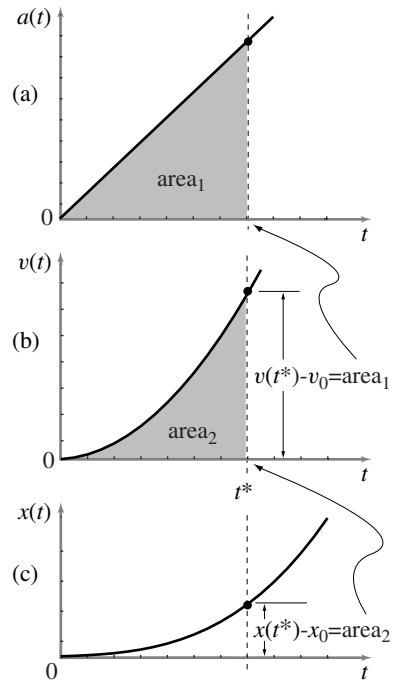 a(t)
(a)
area₁
0
t
v(t)
(b)
v(t*)-v₀=area₁
area₂
0
t
t*
x(t)
(c)
x(t*)-x₀=area₂
0
t